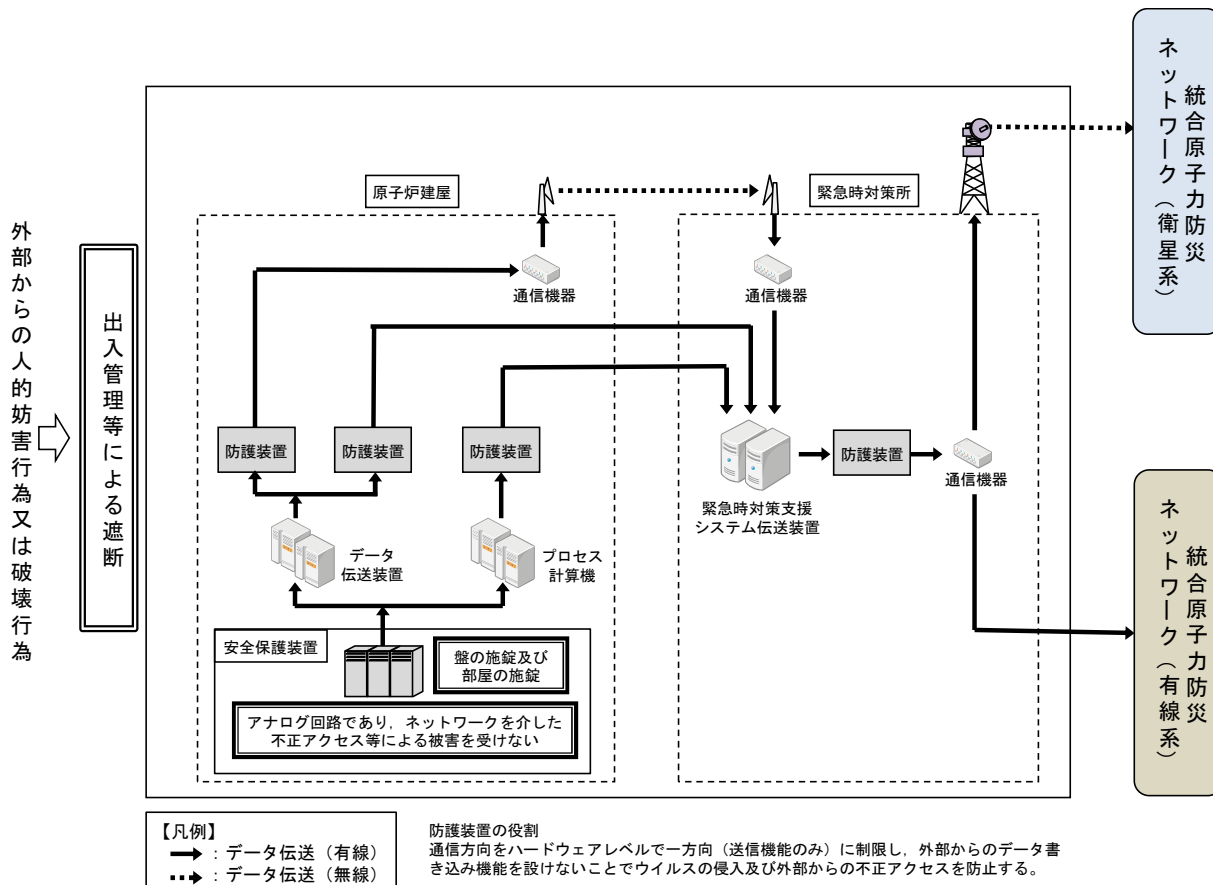 外部からの人的妨害行為又は破壊行為
出入管理等による遮断
原子炉建屋
緊急時対策所
統合原子力防災
ネットワーク（衛星系）
通信機器
通信機器
防護装置
防護装置
防護装置
防護装置
通信機器
緊急時対策支援
システム伝送装置
データ
伝送装置
プロセス
計算機
統合原子力防災
ネットワーク（有線系）
安全保護装置
盤の施錠及び
部屋の施錠
アナログ回路であり，ネットワークを介した
不正アクセス等による被害を受けない
【凡例】
：データ伝送（有線）
：データ伝送（無線）
防護装置の役割
通信方向をハードウェアレベルで一方向（送信機能のみ）に制限し，外部からのデータ書
き込み機能を設けないことでウイルスの侵入及び外部からの不正アクセスを防止する。